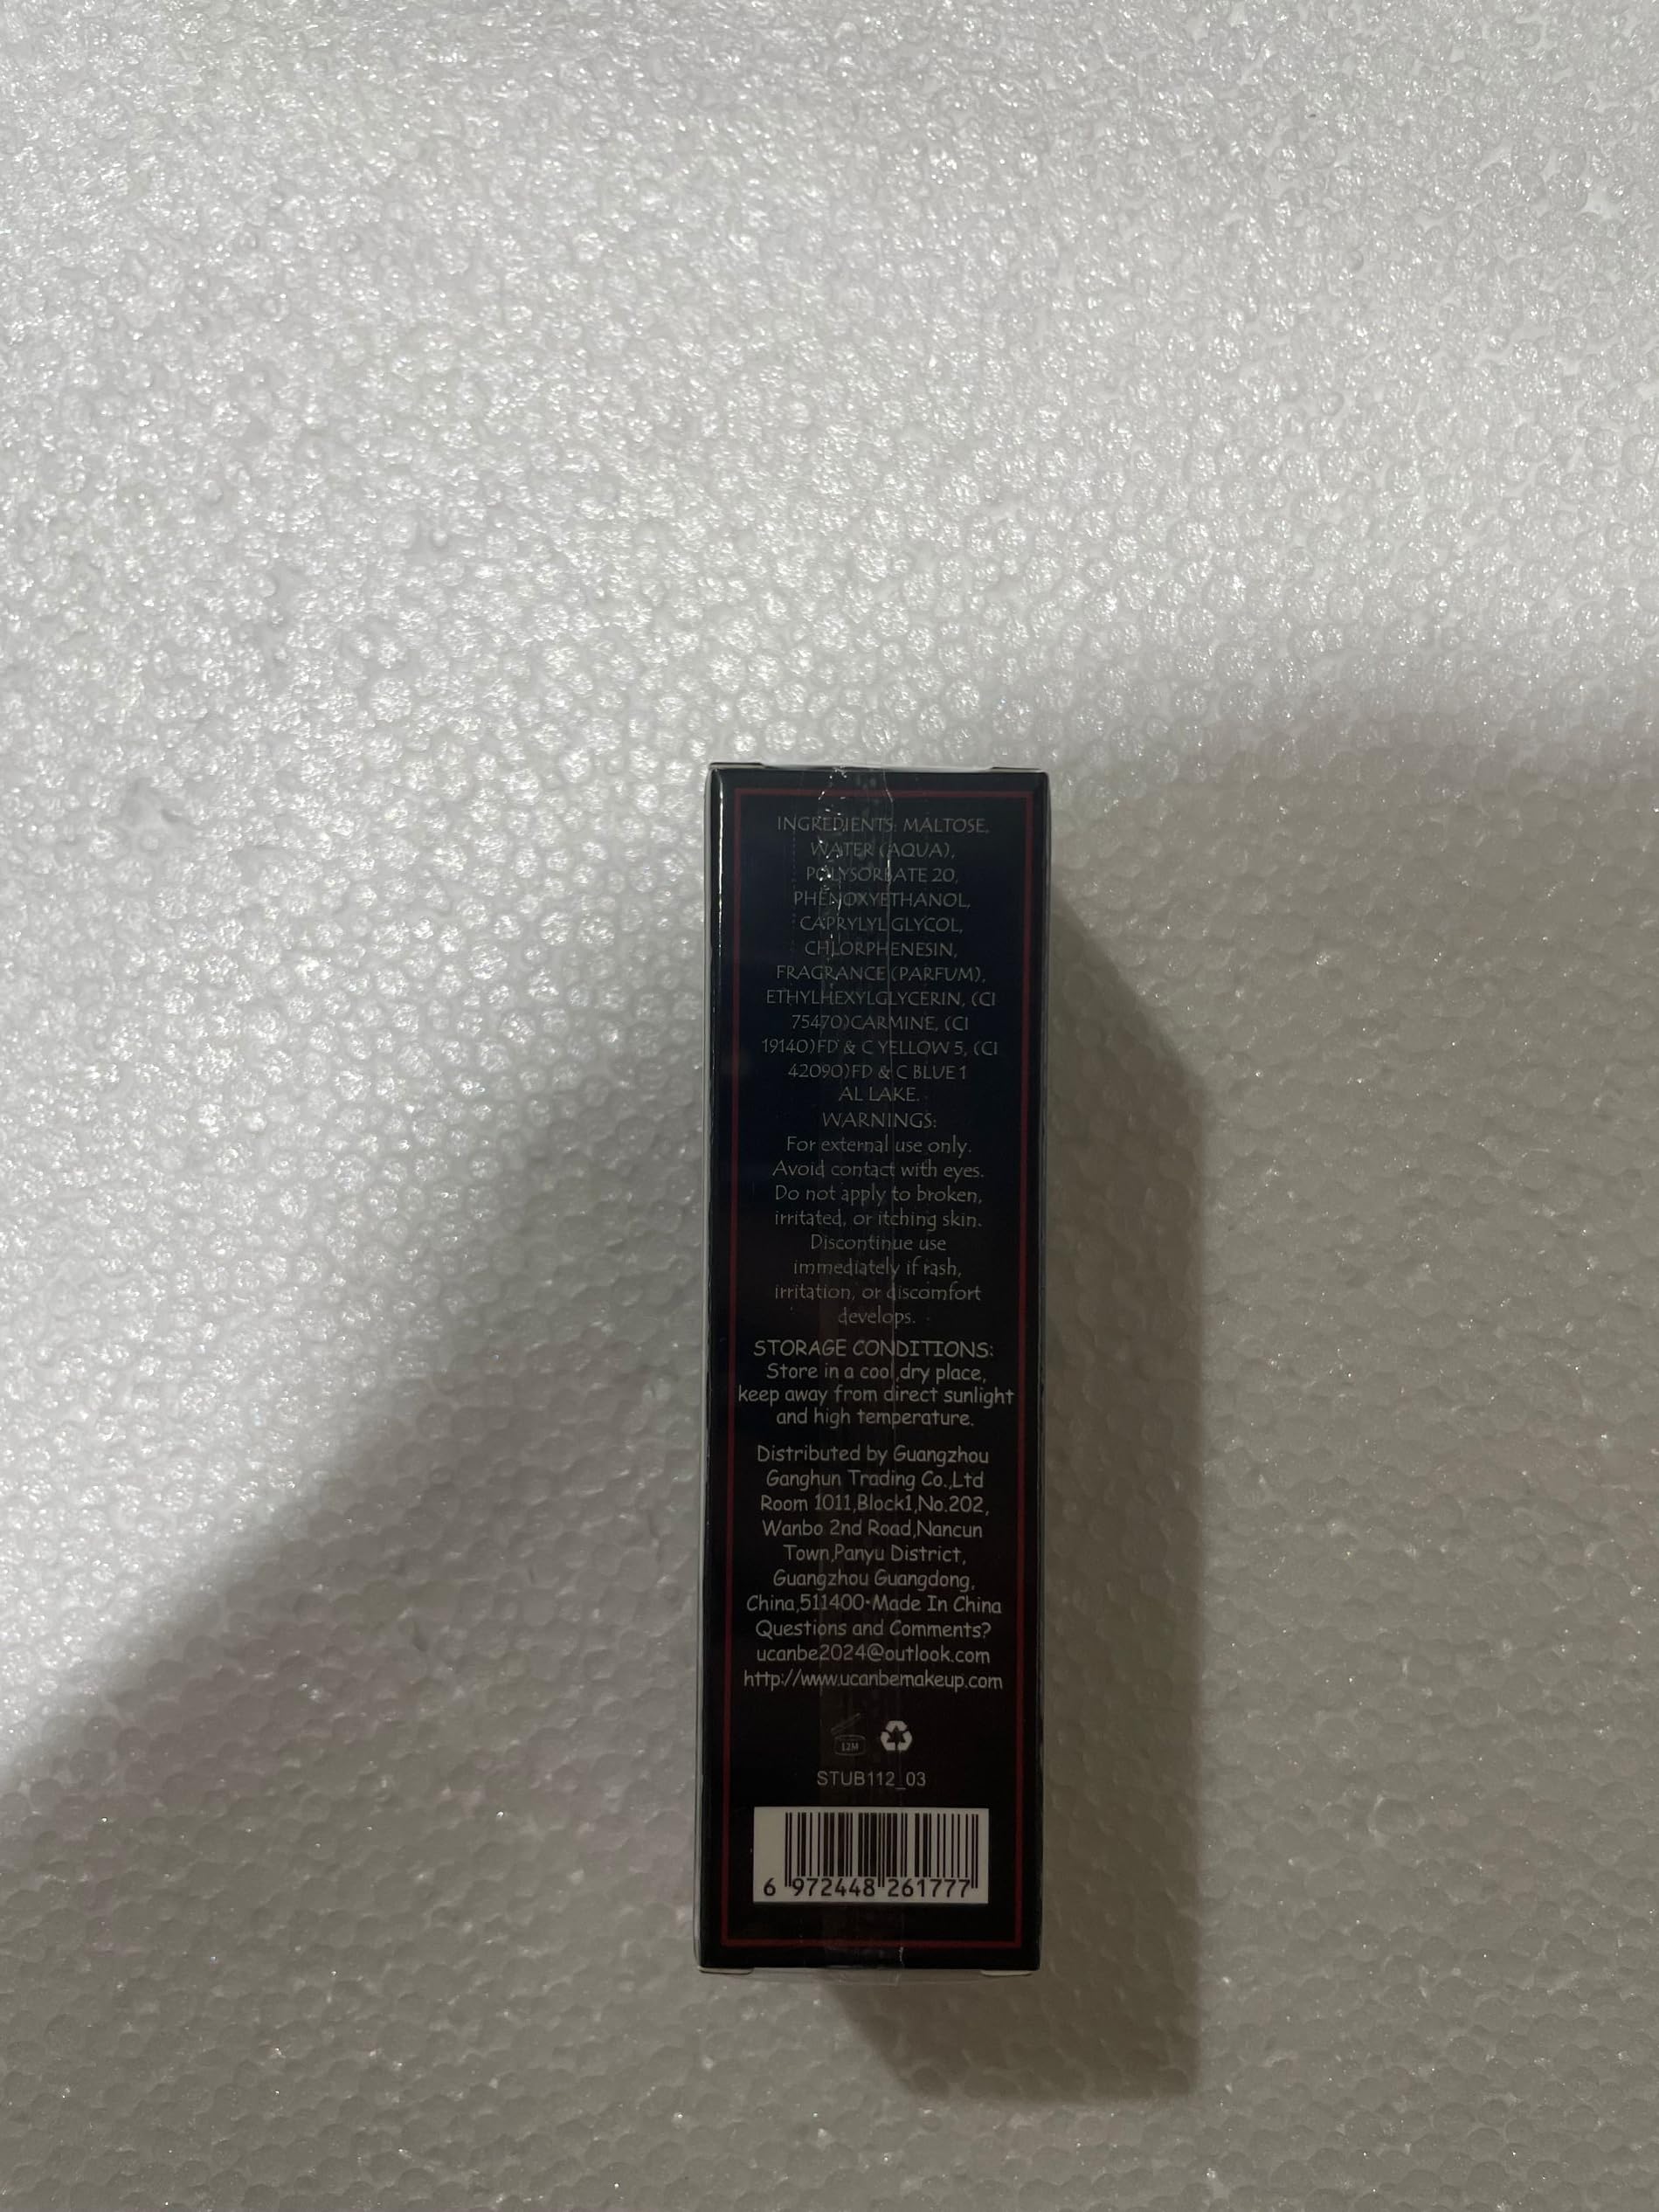 INGREDIENTS: MALTOSE,
WATER (AQUA),
POLYSORBATE 20,
PHENOXYETHANOL,
CAPRYLYL GLYCOL,
CHLORPHENESIN,
FRAGRANCE (PARFUM),
ETHYLHEXYLGLYCERIN, (CI
75470)CARMINE, (CI
19140)FD & C YELLOW 5, (CI
42090)FD & C BLUE 1
AL LAKE.
WARNINGS:
For external use only.
Avoid contact with eyes.
Do not apply to broken,
irritated, or itching skin.
Discontinue use
immediately if rash,
irritation, or discomfort
develops.
STORAGE CONDITIONS:
Store in a cool,dry place,
keep away from direct sunlight
and high temperature.
Distributed by Guangzhou
Ganghun Trading Co.,Ltd
Room 1011,Block1,No.202,
Wanbo 2nd Road,Nancun
Town,Panyu District,
Guangzhou Guangdong,
China,511400•Made In China
Questions and Comments?
ucanbe2024@outlook.com
http://www.ucanbemakeup.com
12M
STUB112_03
6 972448 261777